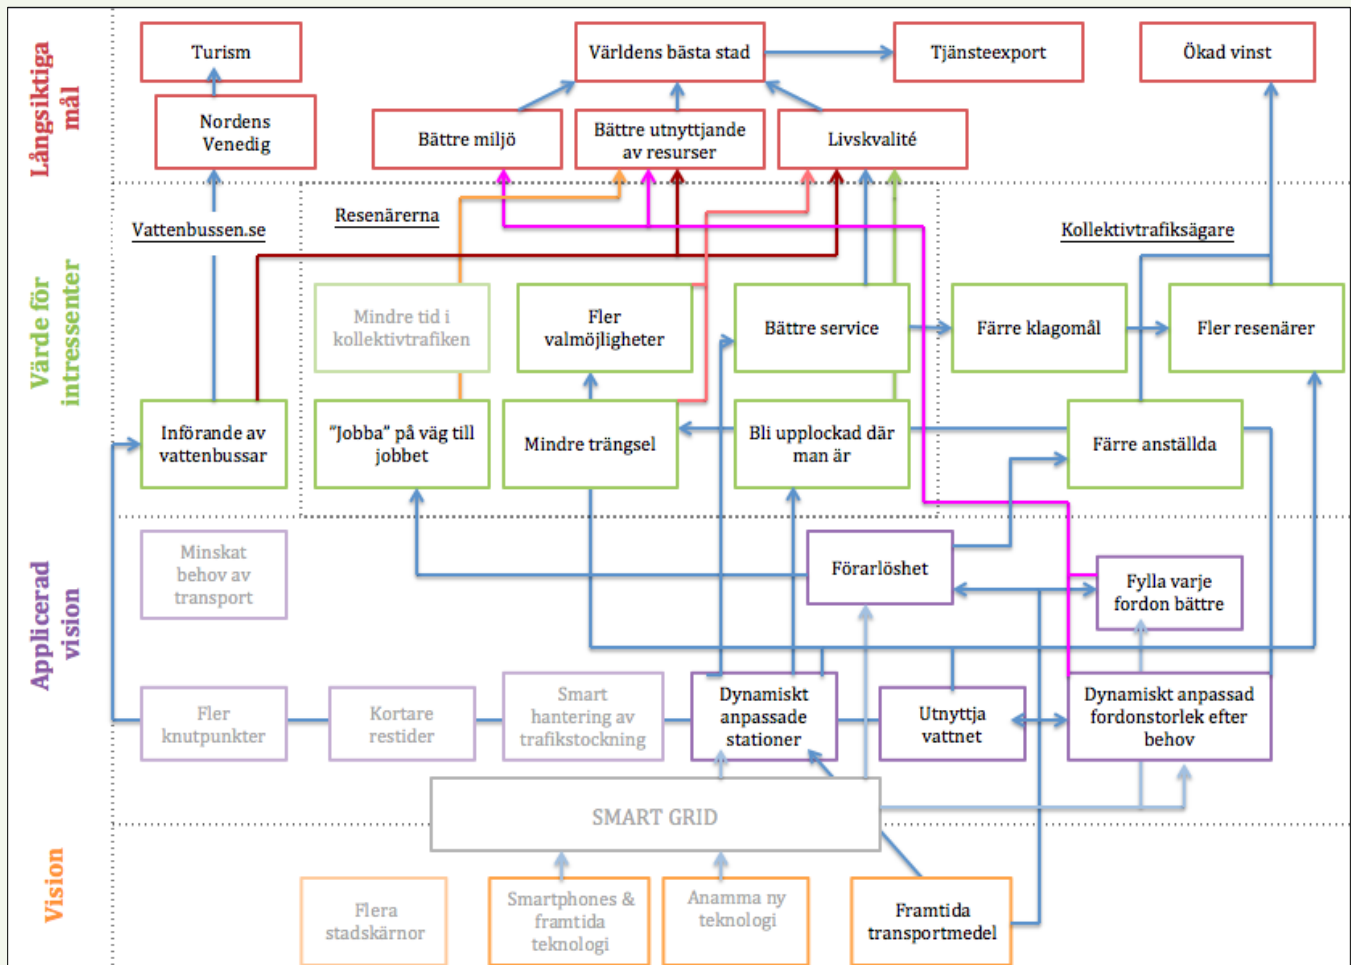 Långsiktiga
mål
Turism
Världens bästa stad
Tjänsteexport
Ökad vinst
Nordens
Venedig
Bättre miljö
Bättre utnyttjande
av resurser
Livskvalité
Värde för
intressenter
Vattenbussen.se
Resenärerna
Kollektivtrafiksägare
Mindre tid i
kollektivtrafiken
Fler
valmöjligheter
Bättre service
Färre klagomål
Fler resenärer
Införande av
vattenbussar
”Jobba” på väg till
jobbet
Mindre trängsel
Bli upplockad där
man är
Färre anställda
Applicerad
vision
Minskat
behov av
transport
Förarlöshet
Fylla varje
fordon bättre
Fler
knutpunkter
Kortare
restider
Smart
hantering av
trafikstockning
Dynamiskt
anpassade
stationer
Utnyttja
vattnet
Dynamiskt anpassad
fordonstorlek efter
behov
SMART GRID
Vision
Flera
stadskärnor
Smartphones &
framtida
teknologi
Anamma ny
teknologi
Framtida
transportmedel